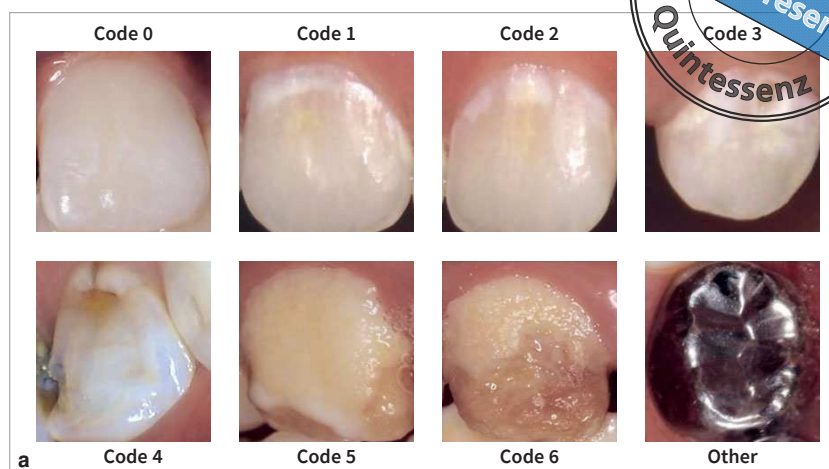 Code 0
Code 1
Code 2
Code 3
Quintessenz
Code 4
Code 5
Code 6
Other
a